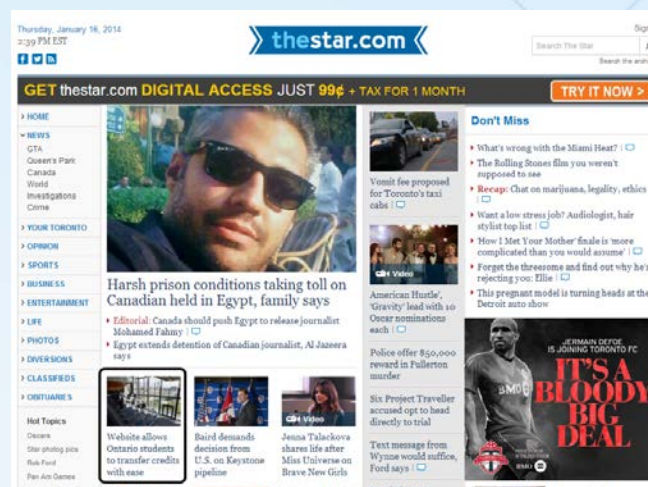 Thursday, January 16, 2014
2:39 PM EST
thestar.com
Sign
Search The Star
Search the archi
GET thestar.com DIGITAL ACCESS JUST 99¢ + TAX FOR 1 MONTH
TRY IT NOW >
HOME
NEWS
GTA
Queen's Park
Canada
World
Investigations
Crime
YOUR TORONTO
OPINION
SPORTS
BUSINESS
ENTERTAINMENT
LIFE
PHOTOS
DIVERSIONS
CLASSIFIEDS
OBITUARIES
Hot Topics
Oscars
Star photog pics
Rob Ford
Pan Am Games
Harsh prison conditions taking toll on
Canadian held in Egypt, family says
Editorial: Canada should push Egypt to release journalist
Mohamed Fahmy |
Egypt extends detention of Canadian journalist, Al Jazeera
says
Website allows
Ontario students
to transfer credits
with ease
Baird demands
decision from
U.S. on Keystone
pipeline
Video
Jenna Talackova
shares life after
Miss Universe on
Brave New Girls
Vomit fee proposed
for Toronto's taxi
cabs |
Video
American Hustle',
'Gravity' lead with 10
Oscar nominations
each |
Police offer $50,000
reward in Fullerton
murder
Six Project Traveller
accused opt to head
directly to trial
Text message from
Wynne would suffice,
Ford says |
Don't Miss
What's wrong with the Miami Heat? |
The Rolling Stones film you weren't
supposed to see
Recap: Chat on marijuana, legality, ethics
|
Want a low stress job? Audiologist, hair
stylist top list |
'How I Met Your Mother' finale is 'more
complicated than you would assume' |
Forget the threesome and find out why he's
rejecting you: Ellie |
This pregnant model is turning heads at the
Detroit auto show
JERMAIN DEFOE
IS JOINING TORONTO FC
IT'S A
BLOODY
BIG
DEAL
BMO
BMO